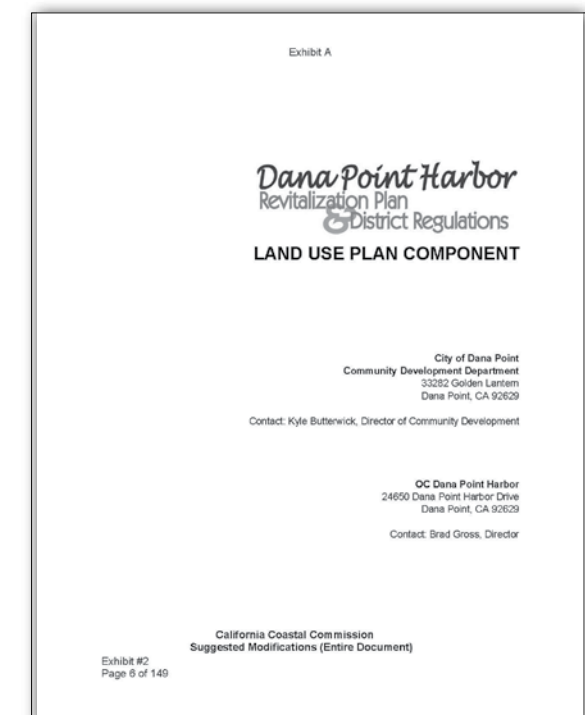 Exhibit A
Dana Point Harbor
Revitalization Plan
& District Regulations
LAND USE PLAN COMPONENT
City of Dana Point
Community Development Department
33282 Golden Lantern
Dana Point, CA 92629
Contact: Kyle Butterwick, Director of Community Development
OC Dana Point Harbor
24650 Dana Point Harbor Drive
Dana Point, CA 92629
Contact: Brad Gross, Director
California Coastal Commission
Suggested Modifications (Entire Document)
Exhibit #2
Page 6 of 149